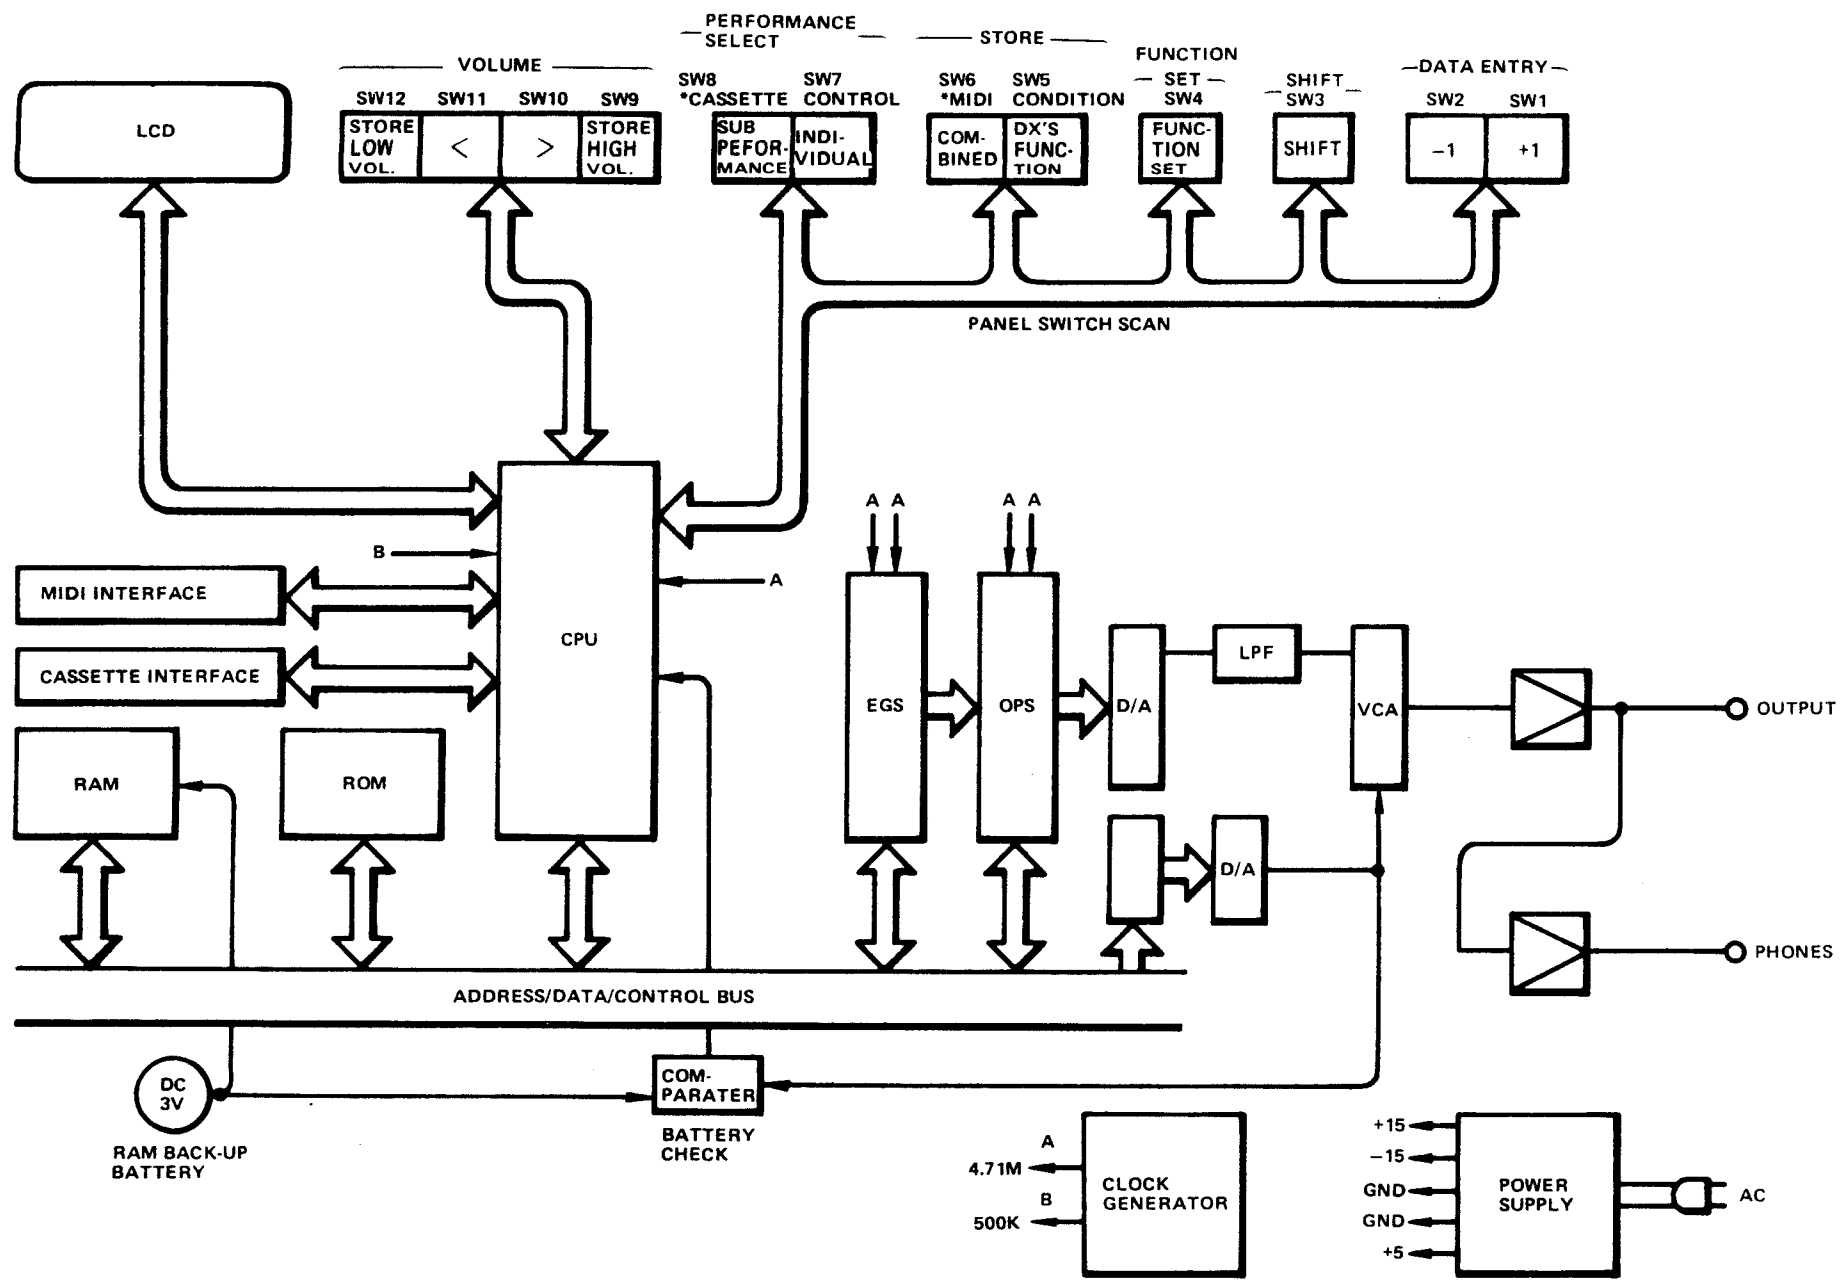 PERFORMANCE
SELECT
STORE
VOLUME
FUNCTION
SET
SHIFT
DATA ENTRY
SW12
SW11
SW10
SW9
SW8
*CASSETTE
SW7
CONTROL
SW6
*MIDI
SW5
CONDITION
SW4
SW3
SW2
SW1
LCD
STORE
LOW
VOL.
<
>
STORE
HIGH
VOL.
SUB
PEFOR-
MANCE
INDI-
VIDUAL
COM-
BINED
DX'S
FUNC-
TION
FUNC-
TION
SET
SHIFT
−1
+1
PANEL SWITCH SCAN
A
A
A
A
B
A
MIDI INTERFACE
CPU
CASSETTE INTERFACE
EGS
OPS
D/A
LPF
VCA
OUTPUT
RAM
ROM
D/A
PHONES
ADDRESS/DATA/CONTROL BUS
DC
3V
COM-
PARATER
RAM BACK-UP
BATTERY
BATTERY
CHECK
A
4.71M
B
500K
CLOCK
GENERATOR
+15
−15
GND
GND
+5
POWER
SUPPLY
AC